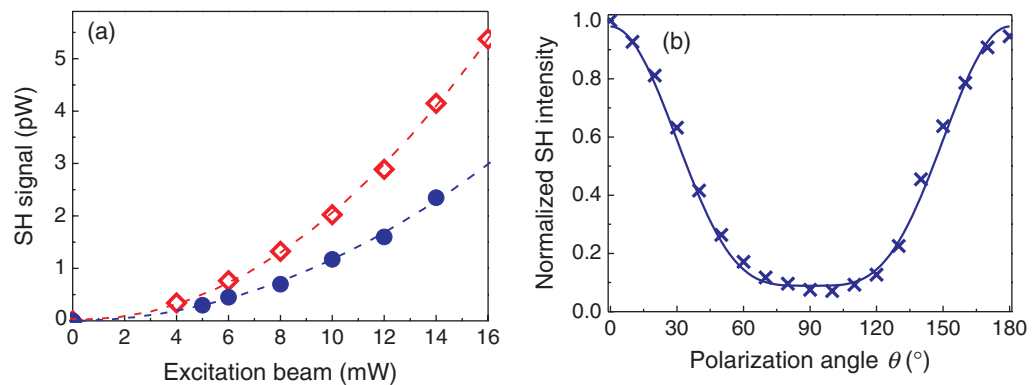 (a)
SH signal (pW)
5
4
3
2
1
0
0 2 4 6 8 10 12 14 16
Excitation beam (mW)
(b)
Normalized SH intensity
1.0
0.8
0.6
0.4
0.2
0.0
0 30 60 90 120 150 180
Polarization angle θ (°)